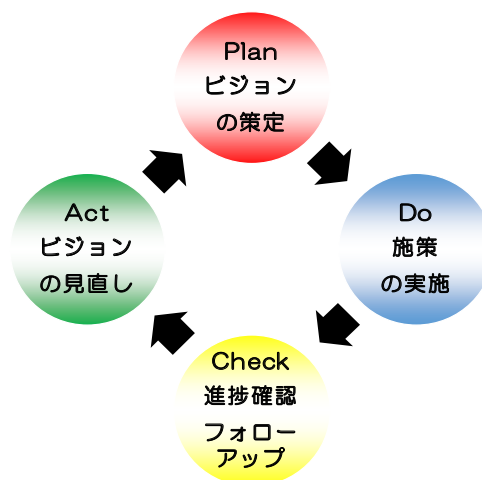 Plan
ビジョン
の策定
Do
施策
の実施
Check
進捗確認
フォロー
アップ
Act
ビジョン
の見直し